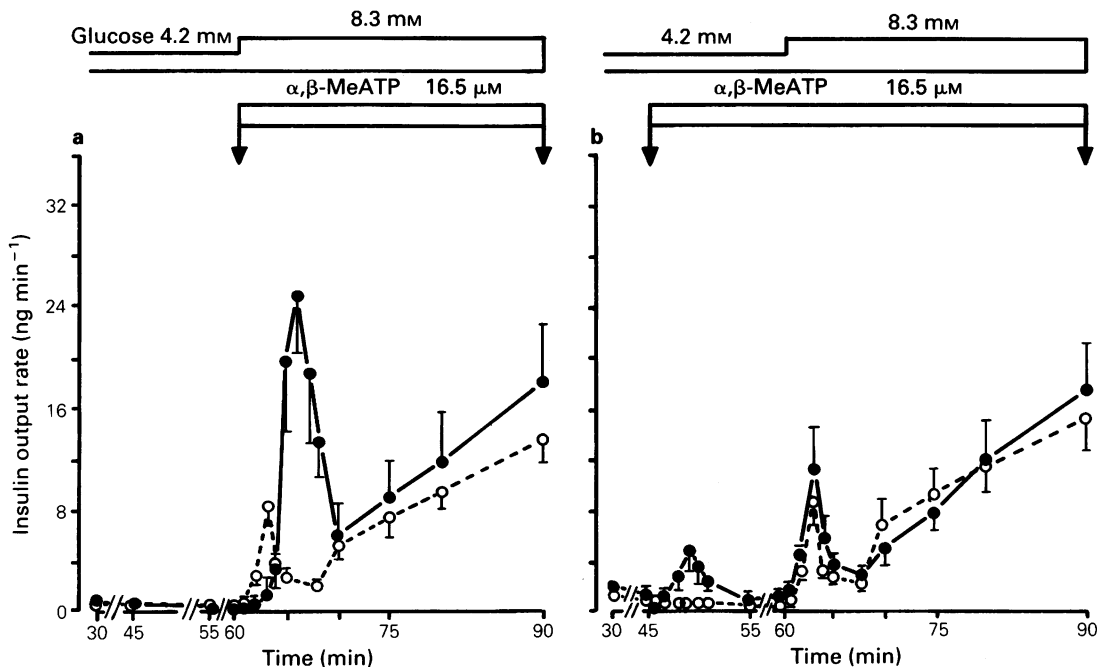 8.3 mM
Glucose 4.2 mM
α,β-MeATP 16.5 μM
a
32
24
16
8
0
Insulin output rate (ng min⁻¹)
30 45 55 60 75 90
Time (min)
8.3 mM
4.2 mM
α,β-MeATP 16.5 μM
b
30 45 55 60 75 90
Time (min)